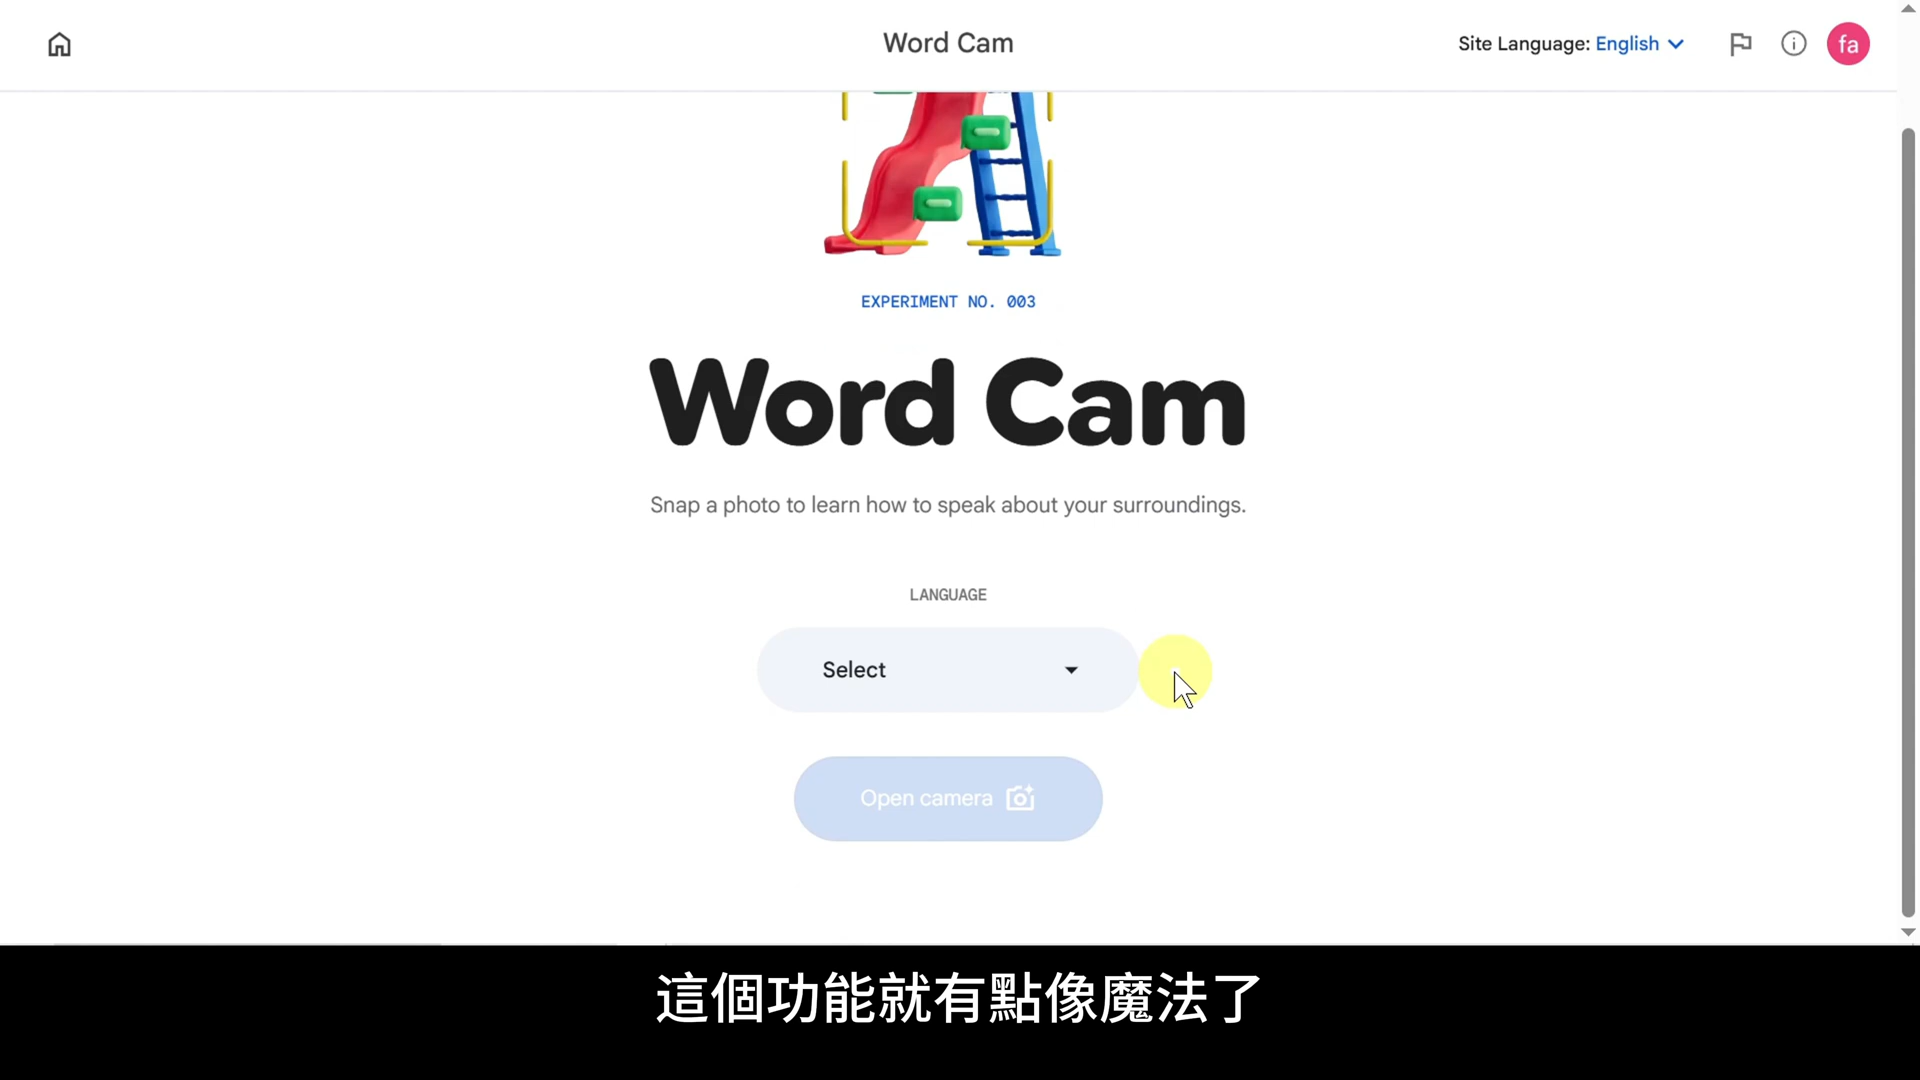 Word Cam
Site Language: English
fa
EXPERIMENT NO. 003
Word Cam
Snap a photo to learn how to speak about your surroundings.
LANGUAGE
Select
Open camera
這個功能就有點像魔法了